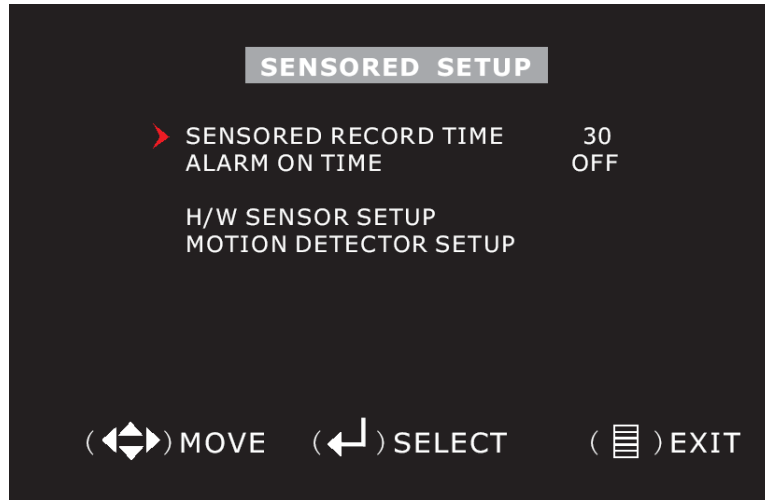 SENSORED SETUP
SENSORED RECORD TIME 30
ALARM ON TIME OFF
H/W SENSOR SETUP
MOTION DETECTOR SETUP
( ) MOVE ( ) SELECT ( ) EXIT